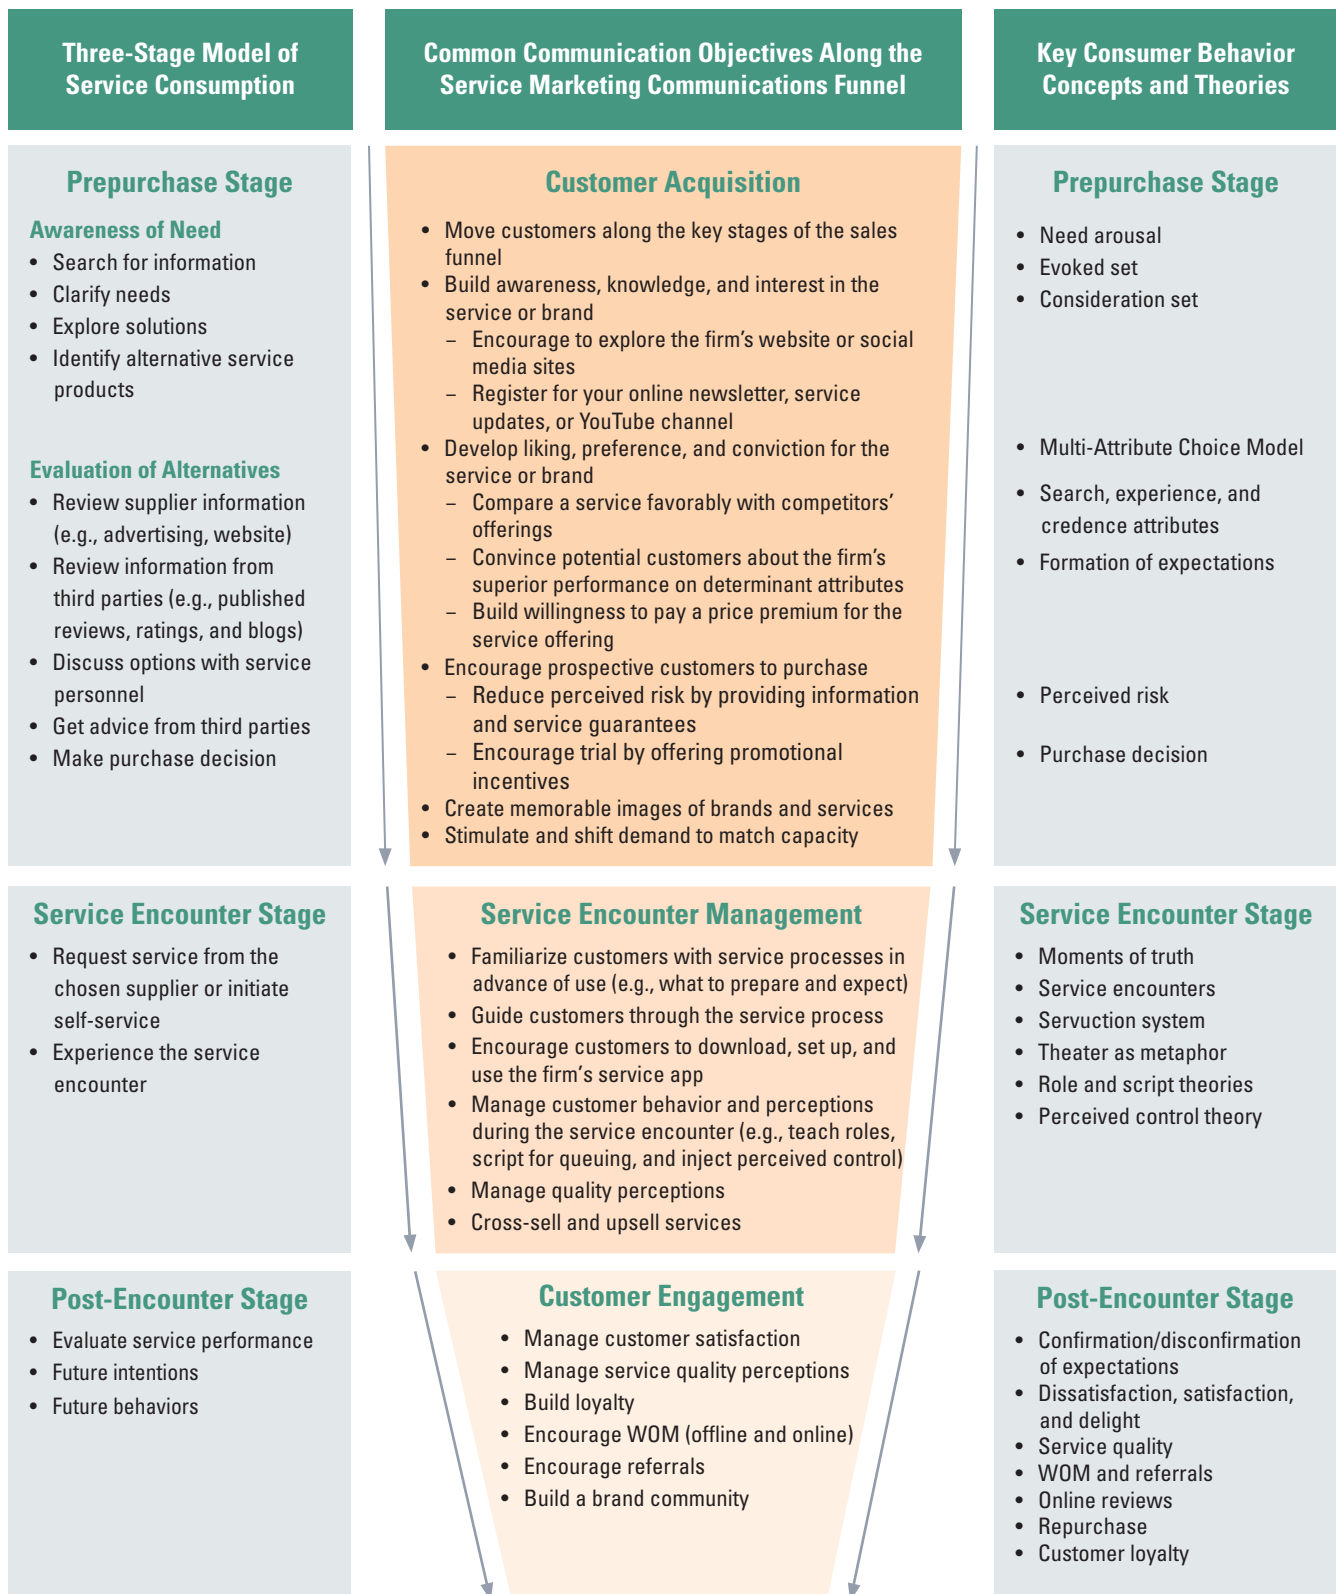 Three-Stage Model of
Service Consumption
Common Communication Objectives Along the
Service Marketing Communications Funnel
Key Consumer Behavior
Concepts and Theories
Prepurchase Stage
Awareness of Need
• Search for information
• Clarify needs
• Explore solutions
• Identify alternative service
products
Evaluation of Alternatives
• Review supplier information
(e.g., advertising, website)
• Review information from
third parties (e.g., published
reviews, ratings, and blogs)
• Discuss options with service
personnel
• Get advice from third parties
• Make purchase decision
Customer Acquisition
• Move customers along the key stages of the sales
funnel
• Build awareness, knowledge, and interest in the
service or brand
– Encourage to explore the firm's website or social
media sites
– Register for your online newsletter, service
updates, or YouTube channel
• Develop liking, preference, and conviction for the
service or brand
– Compare a service favorably with competitors'
offerings
– Convince potential customers about the firm's
superior performance on determinant attributes
– Build willingness to pay a price premium for the
service offering
• Encourage prospective customers to purchase
– Reduce perceived risk by providing information
and service guarantees
– Encourage trial by offering promotional
incentives
• Create memorable images of brands and services
• Stimulate and shift demand to match capacity
Prepurchase Stage
• Need arousal
• Evoked set
• Consideration set
• Multi-Attribute Choice Model
• Search, experience, and
credence attributes
• Formation of expectations
• Perceived risk
• Purchase decision
Service Encounter Stage
• Request service from the
chosen supplier or initiate
self-service
• Experience the service
encounter
Service Encounter Management
• Familiarize customers with service processes in
advance of use (e.g., what to prepare and expect)
• Guide customers through the service process
• Encourage customers to download, set up, and
use the firm's service app
• Manage customer behavior and perceptions
during the service encounter (e.g., teach roles,
script for queuing, and inject perceived control)
• Manage quality perceptions
• Cross-sell and upsell services
Service Encounter Stage
• Moments of truth
• Service encounters
• Servuction system
• Theater as metaphor
• Role and script theories
• Perceived control theory
Post-Encounter Stage
• Evaluate service performance
• Future intentions
• Future behaviors
Customer Engagement
• Manage customer satisfaction
• Manage service quality perceptions
• Build loyalty
• Encourage WOM (offline and online)
• Encourage referrals
• Build a brand community
Post-Encounter Stage
• Confirmation/disconfirmation
of expectations
• Dissatisfaction, satisfaction,
and delight
• Service quality
• WOM and referrals
• Online reviews
• Repurchase
• Customer loyalty